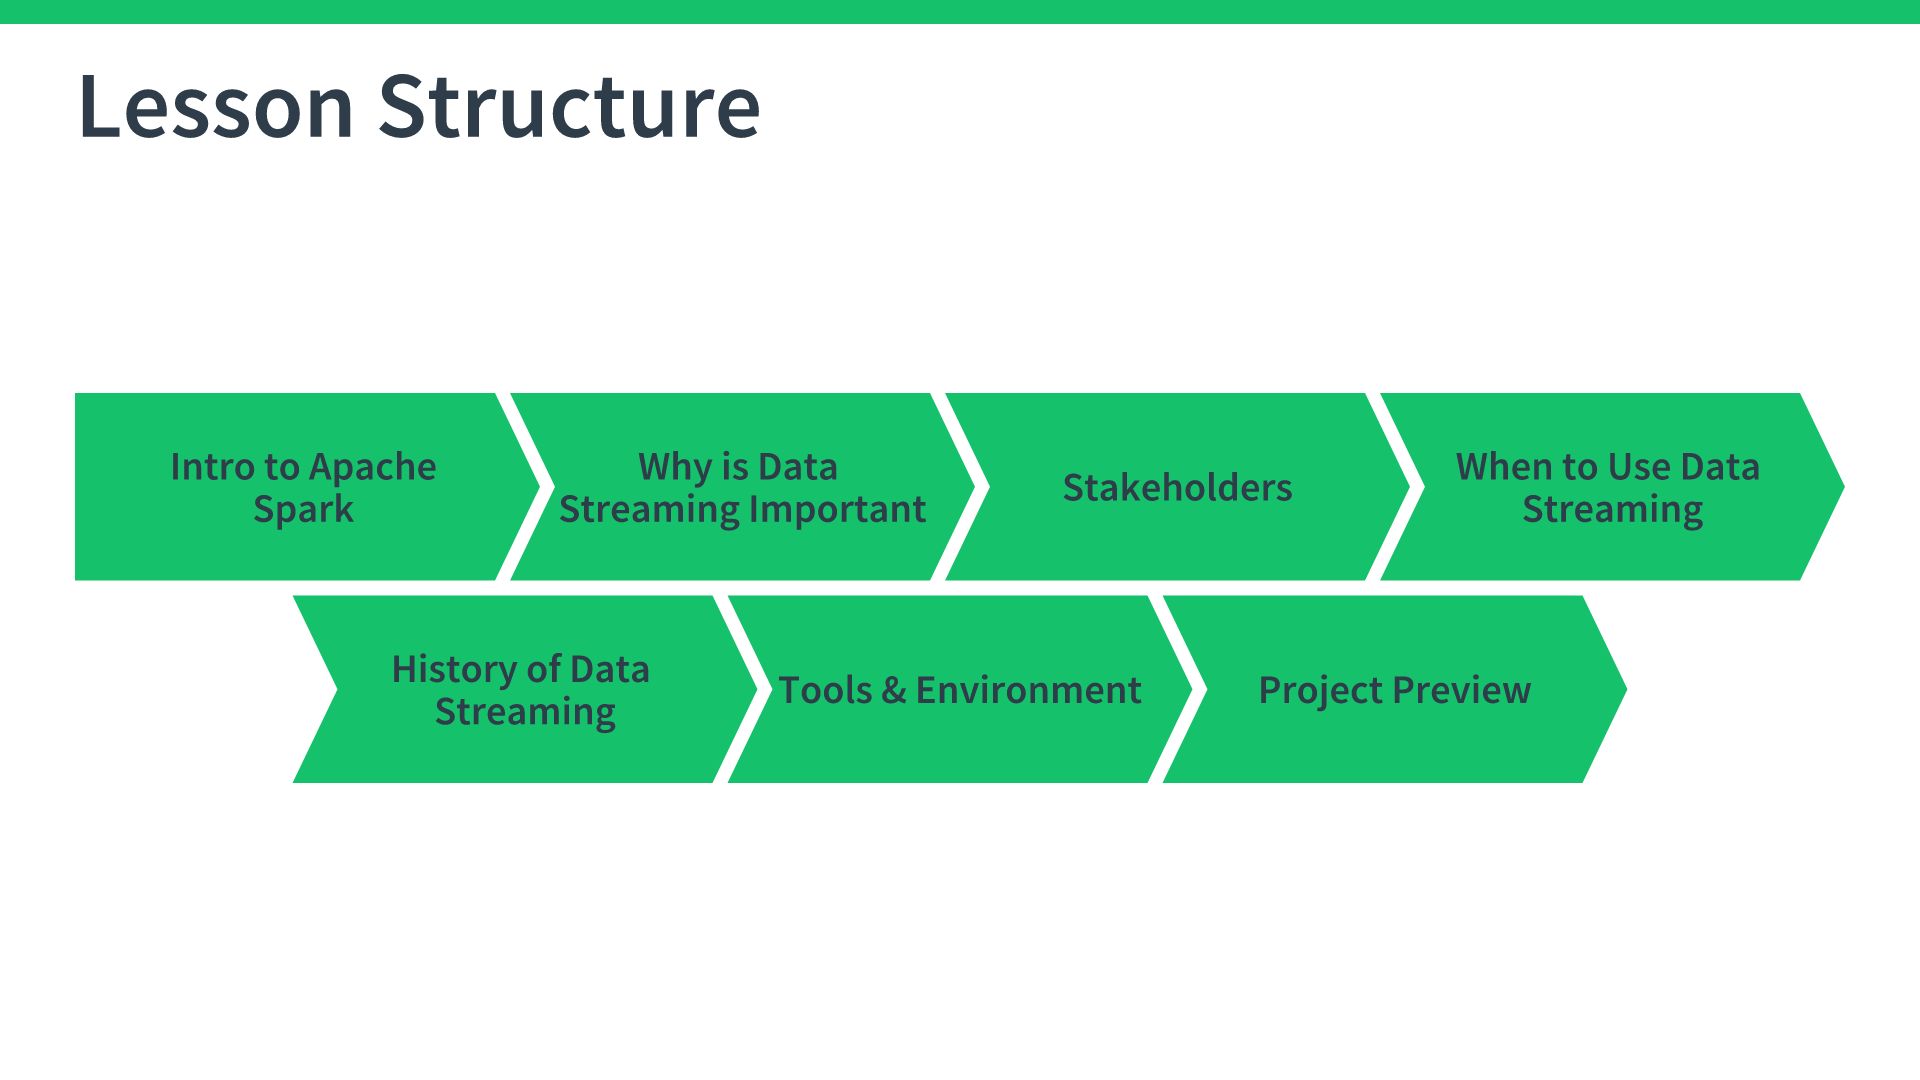 Lesson Structure
Intro to Apache
Spark
Why is Data
Streaming Important
Stakeholders
When to Use Data
Streaming
History of Data
Streaming
Tools & Environment
Project Preview